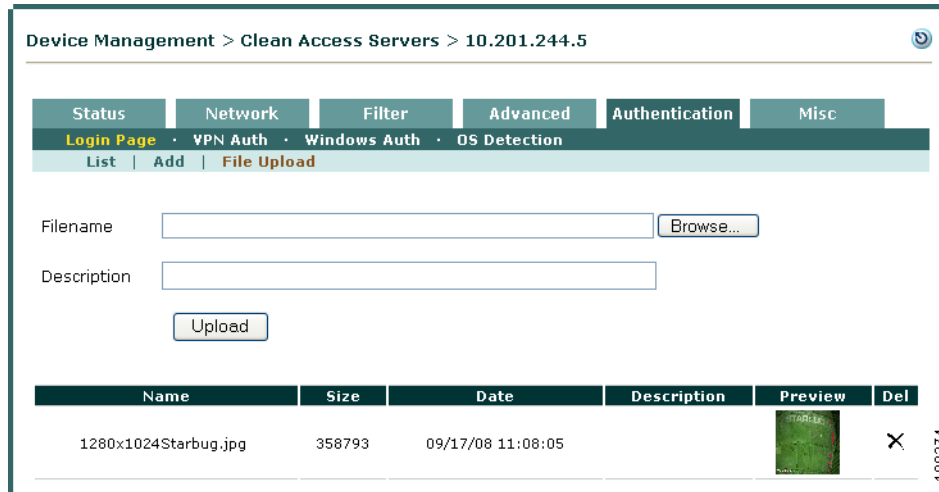 Device Management > Clean Access Servers > 10.201.244.5
Status Network Filter Advanced Authentication Misc
Login Page · VPN Auth · Windows Auth · OS Detection
List | Add | File Upload
Filename Browse...
Description
Upload
Name Size Date Description Preview Del
1280x1024Starbug.jpg 358793 09/17/08 11:08:05